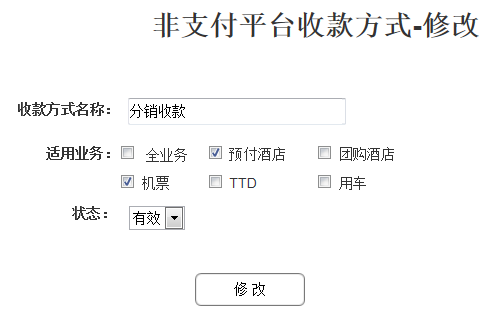 非支付平台收款方式-修改
收款方式名称： 分销收款
适用业务： 全业务 预付酒店 团购酒店
机票 TTD 用车
状态： 有效
修 改